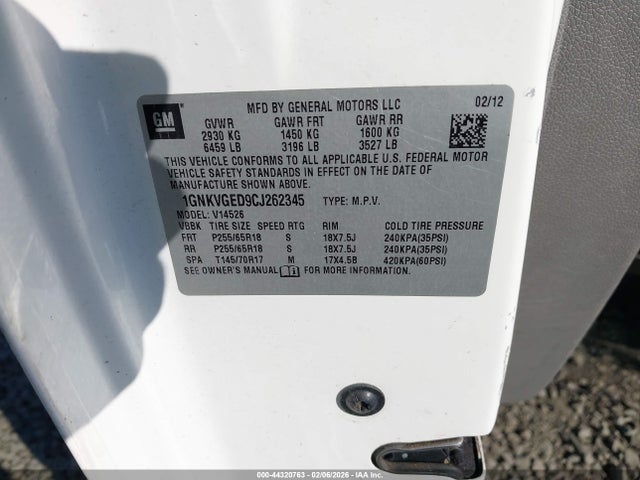 GM
MFD BY GENERAL MOTORS LLC 02/12
GVWR GAWR FRT GAWR RR
2930 KG 1450 KG 1600 KG
6459 LB 3196 LB 3527 LB
THIS VEHICLE CONFORMS TO ALL APPLICABLE U.S. FEDERAL MOTOR
VEHICLE SAFETY STANDARDS IN EFFECT ON THE DATE OF
MANUFACTURE SHOWN ABOVE.
1GNKVGED9CJ262345 TYPE: M.P.V.
MODEL: V14526
VBBK TIRE SIZE SPEED RTG RIM COLD TIRE PRESSURE
FRT P255/65R18 S 18X7.5J 240KPA(35PSI)
RR P255/65R18 S 18X7.5J 240KPA(35PSI)
SPA T145/70R17 M 17X4.5B 420KPA(60PSI)
SEE OWNER'S MANUAL FOR MORE INFORMATION.
000-44320763 - 02/06/2026 - IAAI.com